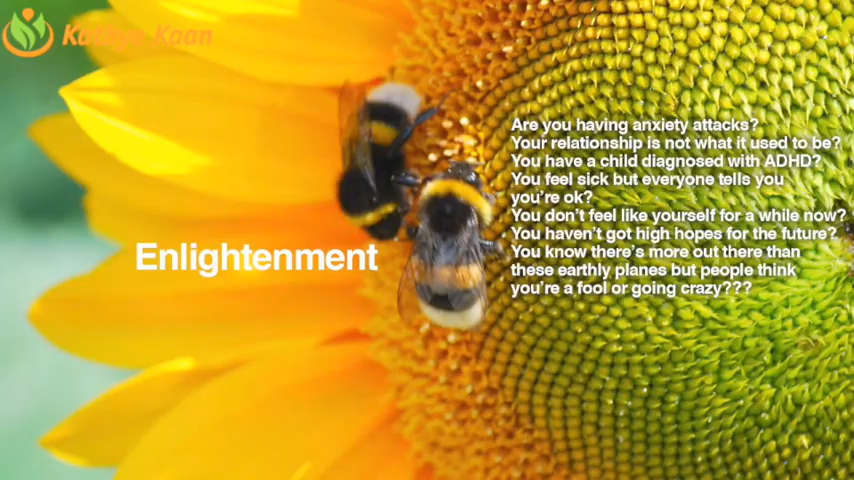 Kathye Kaan
Are you having anxiety attacks?
Your relationship is not what it used to be?
You have a child diagnosed with ADHD?
You feel sick but everyone tells you
you're ok?
You don't feel like yourself for a while now?
You haven't got high hopes for the future?
You know there's more out there than
these earthly planes but people think
you're a fool or going crazy???
Enlightenment